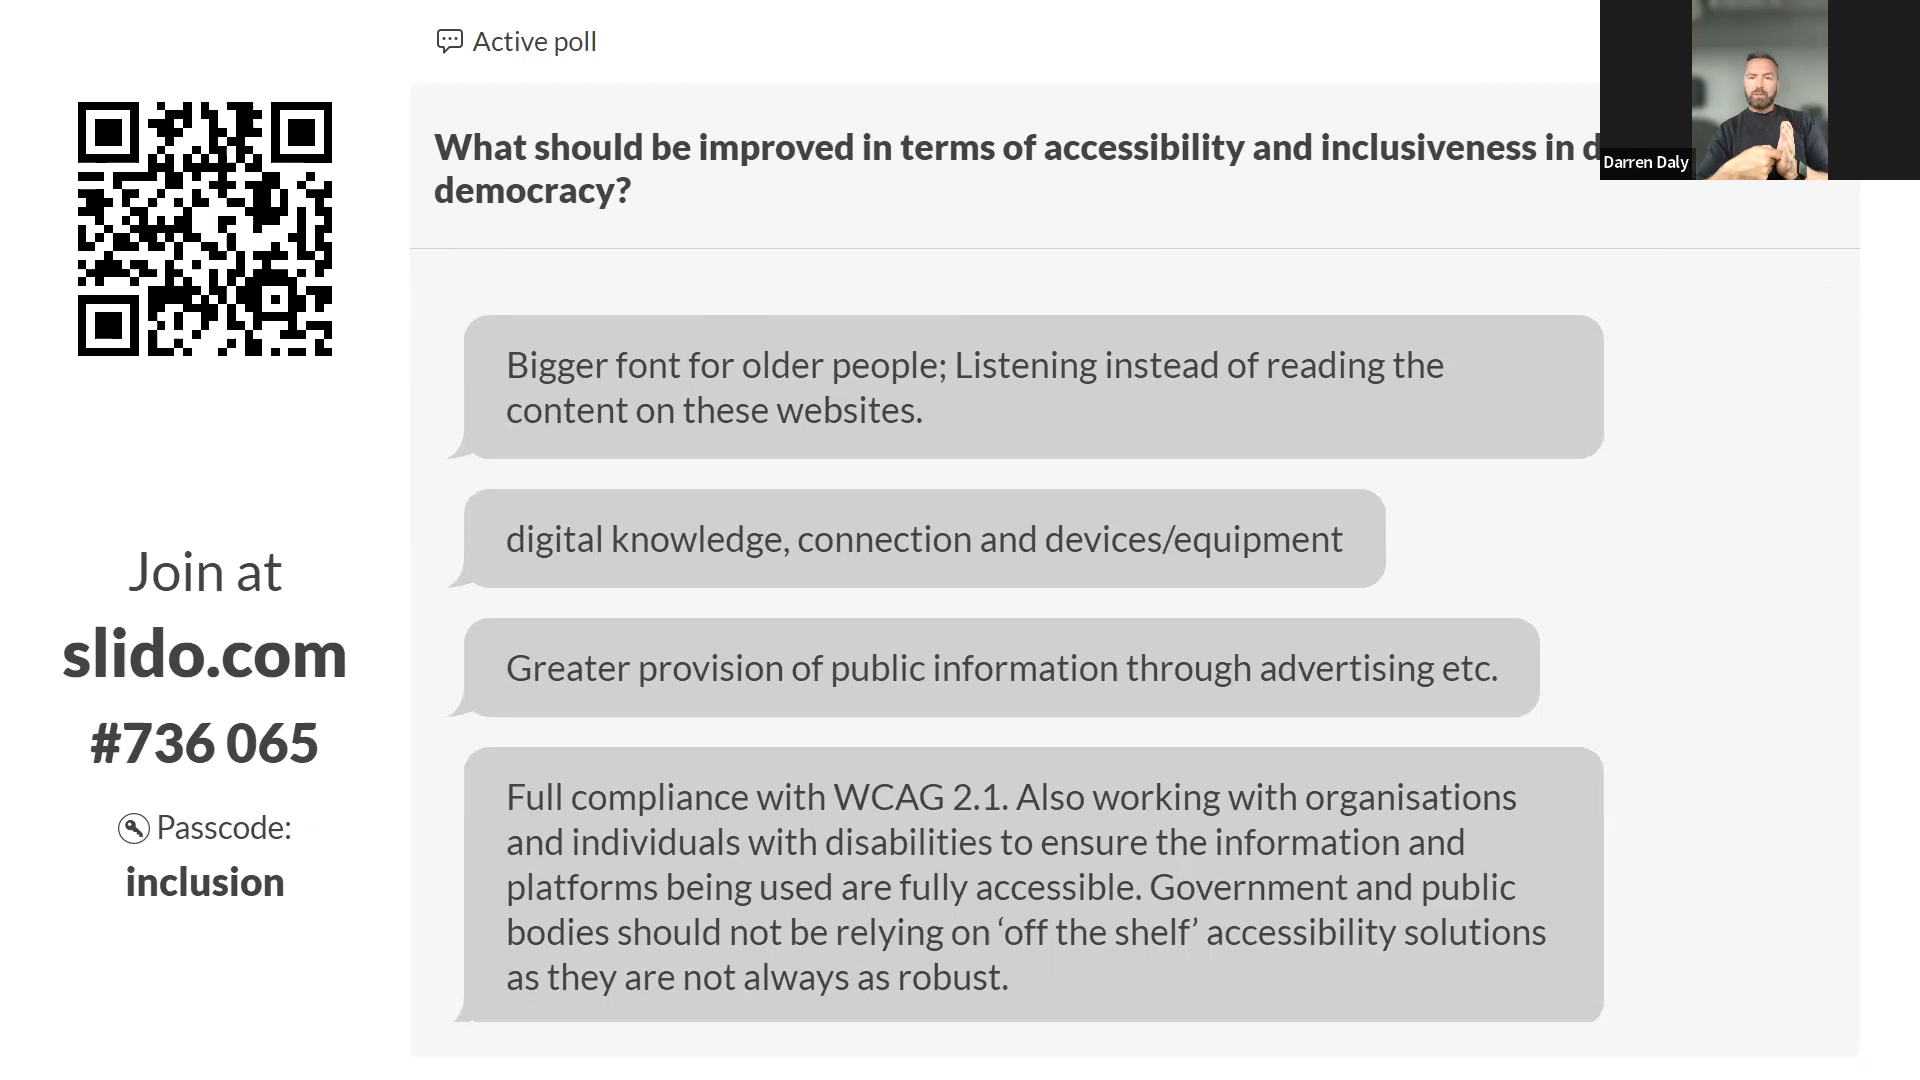 Active poll
What should be improved in terms of accessibility and inclusiveness in d
democracy?
Darren Daly
Bigger font for older people; Listening instead of reading the
content on these websites.
digital knowledge, connection and devices/equipment
Greater provision of public information through advertising etc.
Full compliance with WCAG 2.1. Also working with organisations
and individuals with disabilities to ensure the information and
platforms being used are fully accessible. Government and public
bodies should not be relying on ‘off the shelf’ accessibility solutions
as they are not always as robust.
Join at
slido.com
#736 065
Passcode:
inclusion